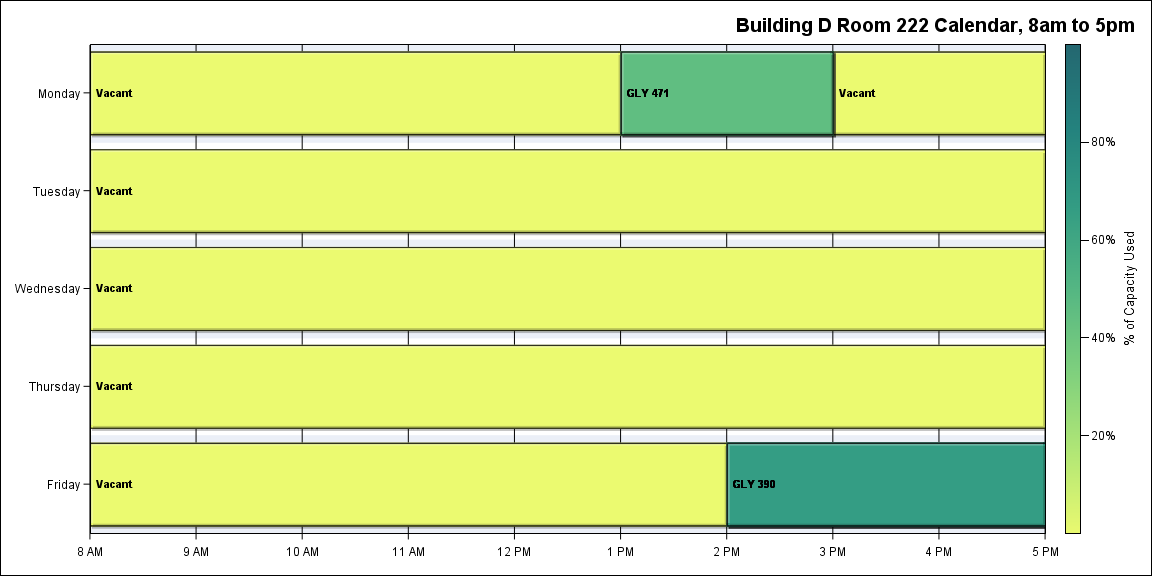 Building D Room 222 Calendar, 8am to 5pm
Monday
Vacant
GLY 471
Vacant
Tuesday
Vacant
Wednesday
Vacant
Thursday
Vacant
Friday
Vacant
GLY 390
8 AM
9 AM
10 AM
11 AM
12 PM
1 PM
2 PM
3 PM
4 PM
5 PM
80%
60%
40%
20%
% of Capacity Used